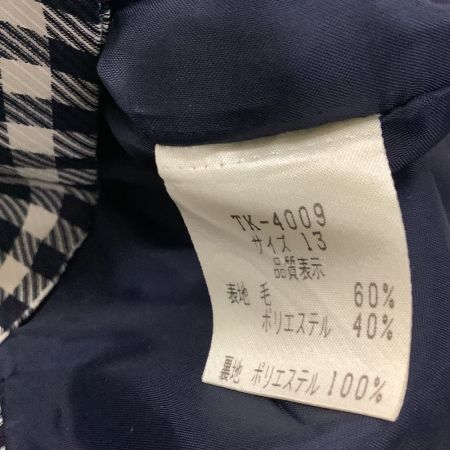 TK-4009
サイズ 13
品質表示
表地 毛 60%
ポリエステル 40%
裏地 ポリエステル 100%